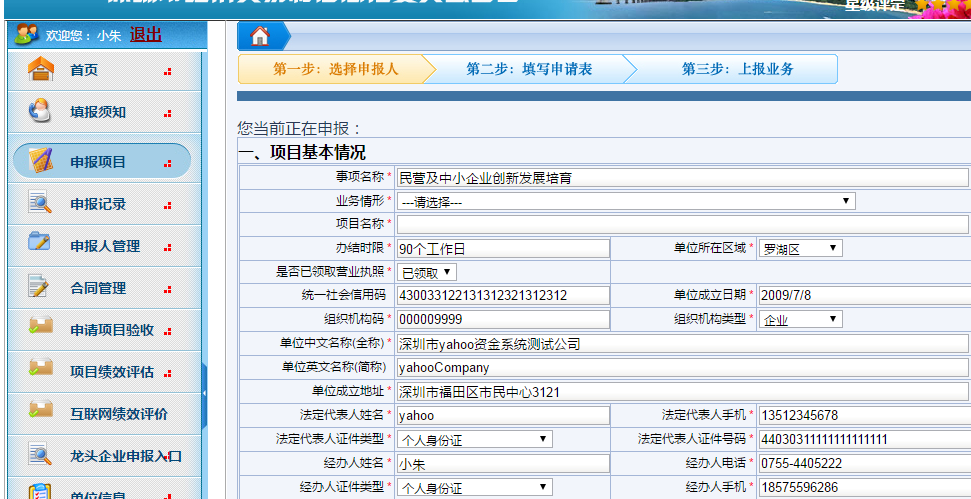 星级评定
欢迎您： 小朱 退出
首页
填报须知
申报项目
申报记录
申报人管理
合同管理
申请项目验收
项目绩效评估
互联网绩效评价
龙头企业申报入口
单位信息
第一步：选择申报人 第二步：填写申请表 第三步：上报业务
您当前正在申报：
一、项目基本情况
事项名称* 民营及中小企业创新发展培育
业务情形* ---请选择---
项目名称*
办结时限* 90个工作日 单位所在区域* 罗湖区
是否已领取营业执照* 已领取
统一社会信用码 430033122131312321312312 单位成立日期* 2009/7/8
组织机构码* 000009999 组织机构类型* 企业
单位中文名称(全称)* 深圳市yahoo资金系统测试公司
单位英文名称(简称) yahooCompany
单位成立地址* 深圳市福田区市民中心3121
法定代表人姓名* yahoo 法定代表人手机* 13512345678
法定代表人证件类型* 个人身份证 法定代表人证件号码* 44030311111111111111
经办人姓名* 小朱 经办人电话* 0755-4405222
经办人证件类型* 个人身份证 经办人手机* 18575596286